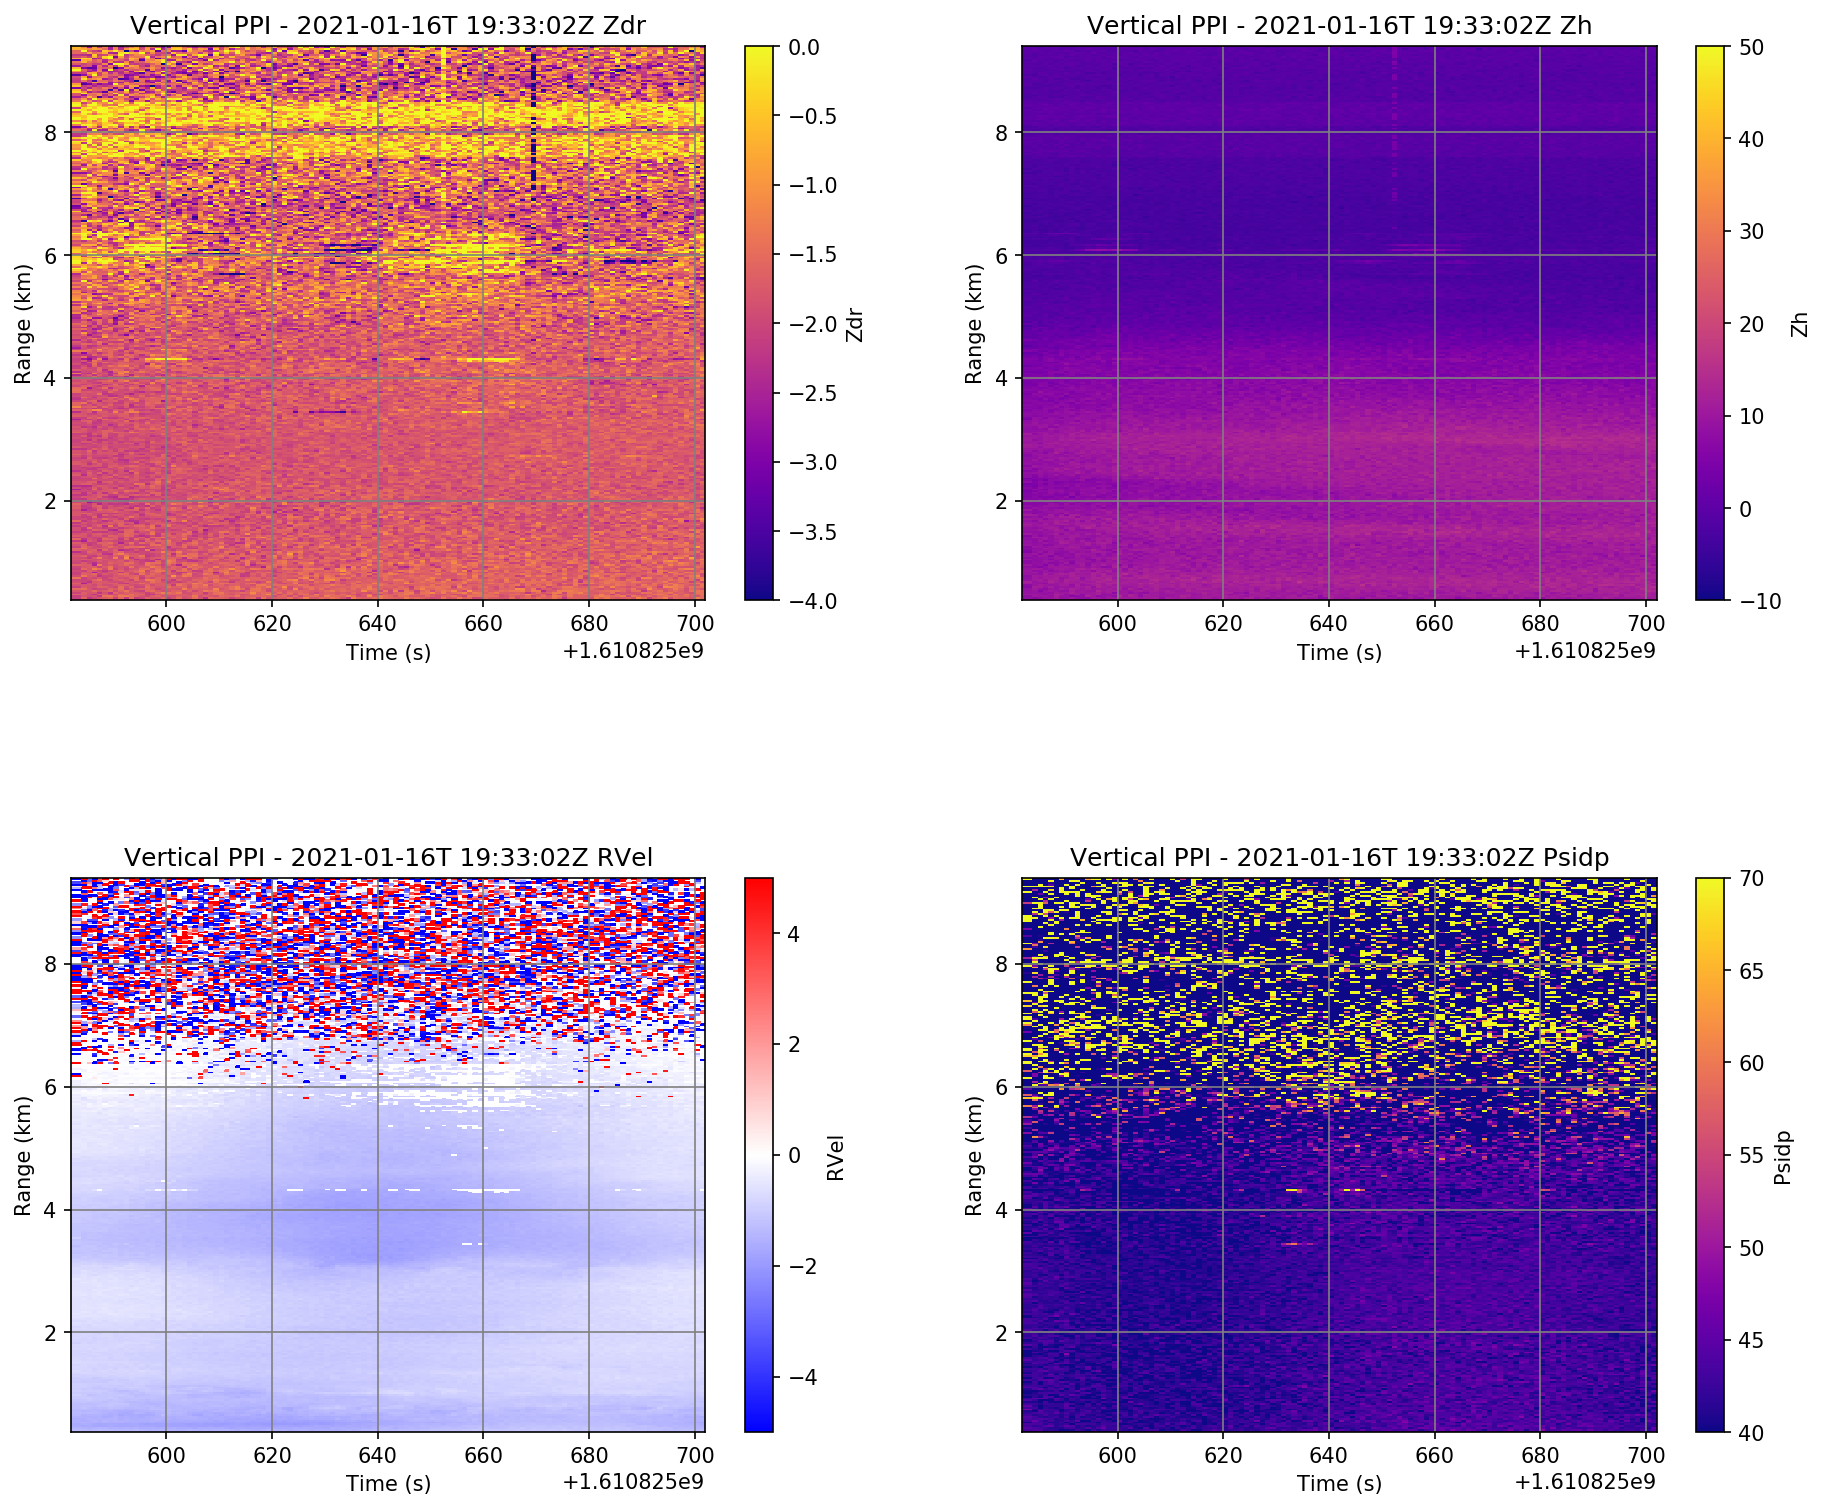 Vertical PPI - 2021-01-16T 19:33:02Z Zdr
Range (km)
8
6
4
2
600 620 640 660 680 700
Time (s)
+1.610825e9
0.0
−0.5
−1.0
−1.5
−2.0
−2.5
−3.0
−3.5
−4.0
Zdr
Vertical PPI - 2021-01-16T 19:33:02Z Zh
Range (km)
8
6
4
2
600 620 640 660 680 700
Time (s)
+1.610825e9
50
40
30
20
10
0
−10
Zh
Vertical PPI - 2021-01-16T 19:33:02Z RVel
Range (km)
8
6
4
2
600 620 640 660 680 700
Time (s)
+1.610825e9
4
2
0
−2
−4
RVel
Vertical PPI - 2021-01-16T 19:33:02Z Psidp
Range (km)
8
6
4
2
600 620 640 660 680 700
Time (s)
+1.610825e9
70
65
60
55
50
45
40
Psidp